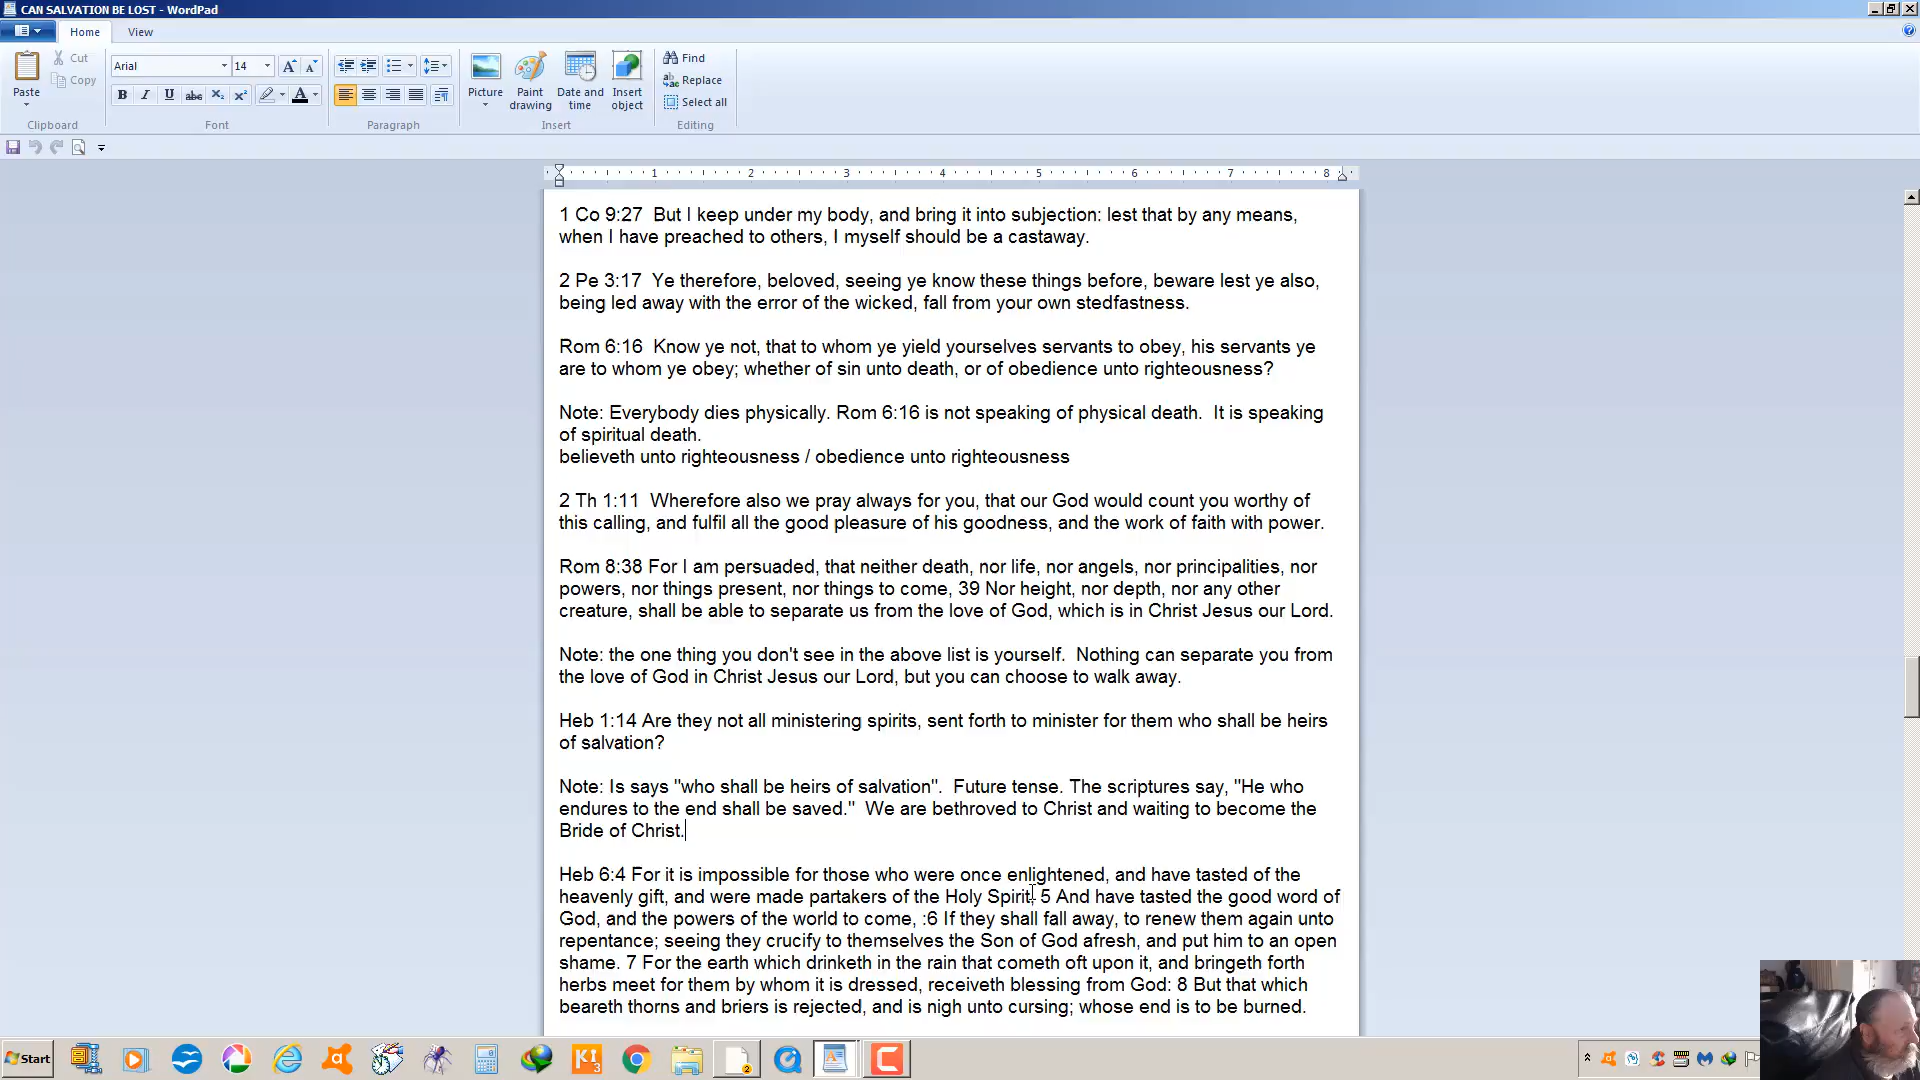 CAN SALVATION BE LOST - WordPad
Home View
Cut
Copy
Paste
Arial 14
Picture
Paint drawing
Date and time
Insert object
Find
Replace
Select all
Clipboard Font Paragraph Insert Editing
1 2 3 4 5 6 7 8
1 Co 9:27  But I keep under my body, and bring it into subjection: lest that by any means,
when I have preached to others, I myself should be a castaway.
2 Pe 3:17  Ye therefore, beloved, seeing ye know these things before, beware lest ye also,
being led away with the error of the wicked, fall from your own stedfastness.
Rom 6:16  Know ye not, that to whom ye yield yourselves servants to obey, his servants ye
are to whom ye obey; whether of sin unto death, or of obedience unto righteousness?
Note: Everybody dies physically. Rom 6:16 is not speaking of physical death.  It is speaking
of spiritual death.
believeth unto righteousness / obedience unto righteousness
2 Th 1:11  Wherefore also we pray always for you, that our God would count you worthy of
this calling, and fulfil all the good pleasure of his goodness, and the work of faith with power.
Rom 8:38 For I am persuaded, that neither death, nor life, nor angels, nor principalities, nor
powers, nor things present, nor things to come, 39 Nor height, nor depth, nor any other
creature, shall be able to separate us from the love of God, which is in Christ Jesus our Lord.
Note: the one thing you don't see in the above list is yourself.  Nothing can separate you from
the love of God in Christ Jesus our Lord, but you can choose to walk away.
Heb 1:14 Are they not all ministering spirits, sent forth to minister for them who shall be heirs
of salvation?
Note: Is says "who shall be heirs of salvation".  Future tense. The scriptures say, "He who
endures to the end shall be saved."  We are bethroved to Christ and waiting to become the
Bride of Christ.
Heb 6:4 For it is impossible for those who were once enlightened, and have tasted of the
heavenly gift, and were made partakers of the Holy Spirit, 5 And have tasted the good word of
God, and the powers of the world to come, :6 If they shall fall away, to renew them again unto
repentance; seeing they crucify to themselves the Son of God afresh, and put him to an open
shame. 7 For the earth which drinketh in the rain that cometh oft upon it, and bringeth forth
herbs meet for them by whom it is dressed, receiveth blessing from God: 8 But that which
beareth thorns and briers is rejected, and is nigh unto cursing; whose end is to be burned.
Start